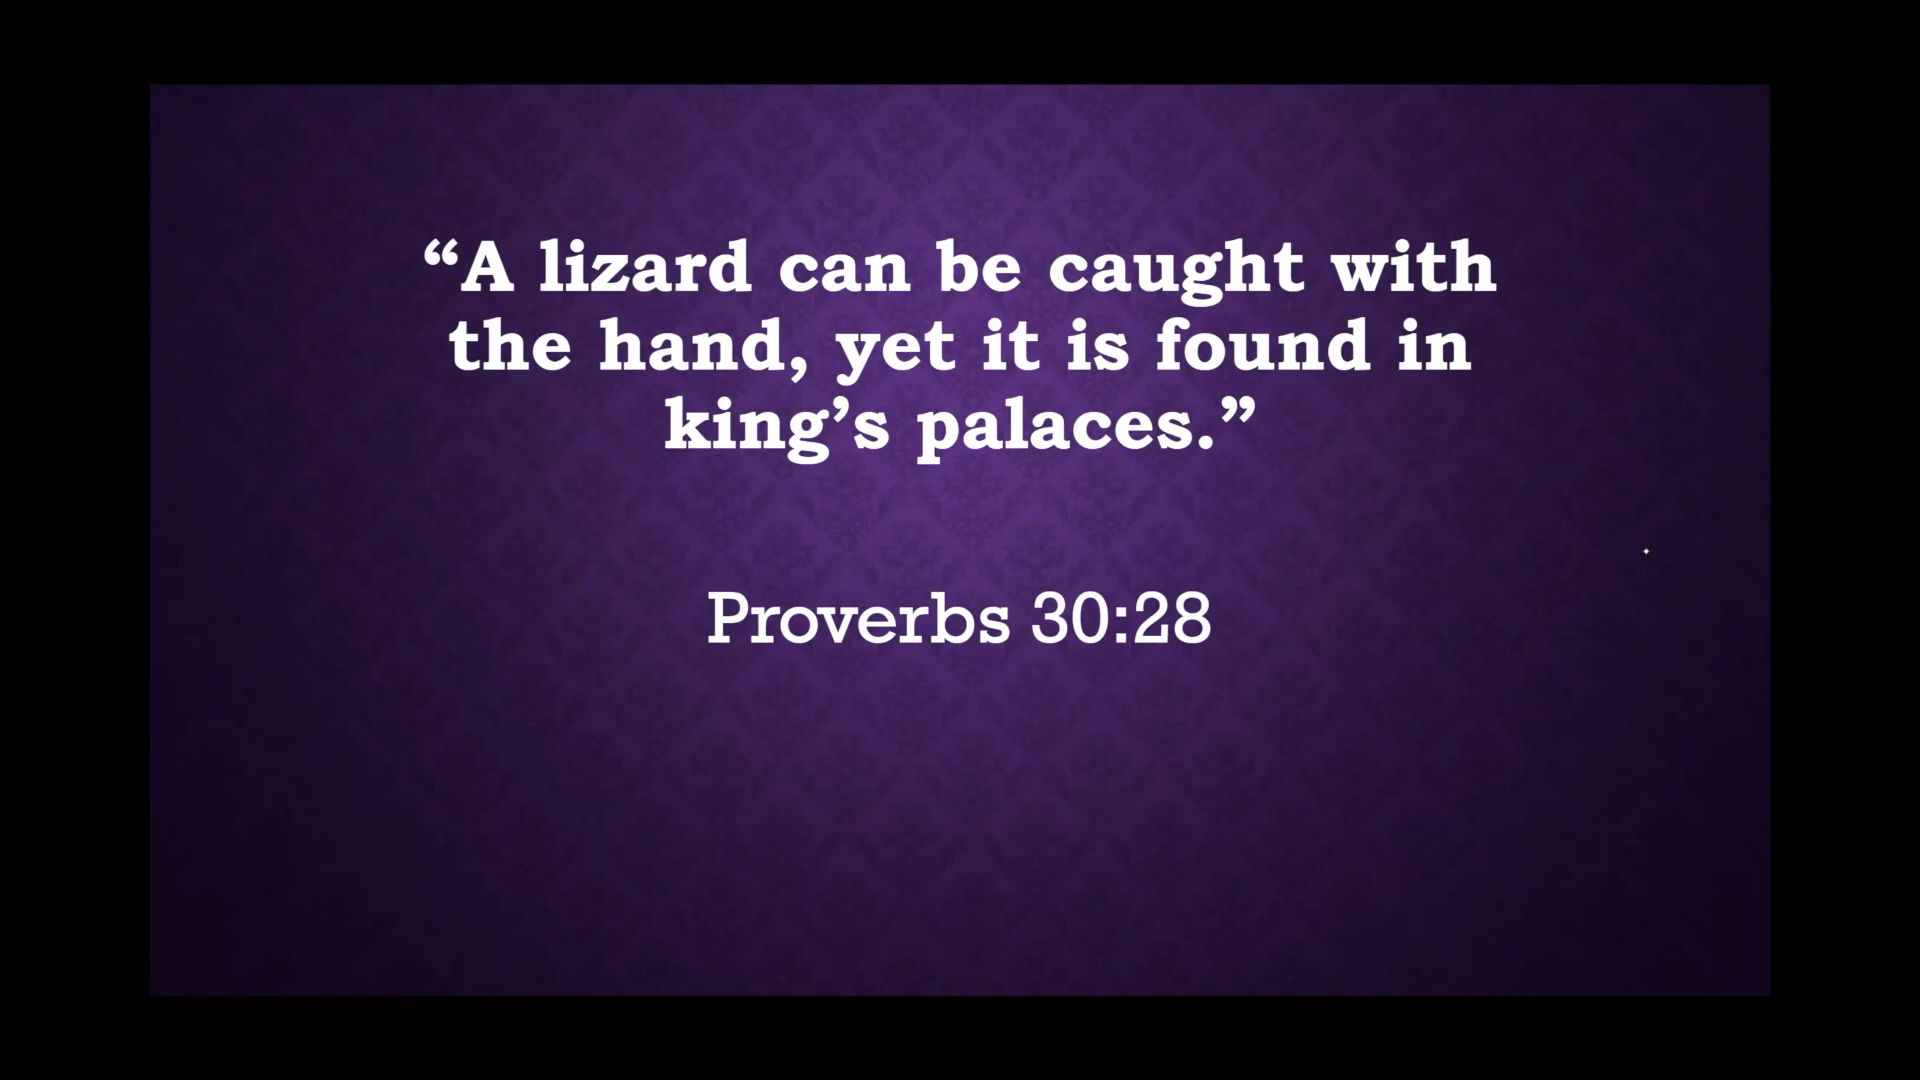 “A lizard can be caught with
the hand, yet it is found in
king’s palaces.”
Proverbs 30:28